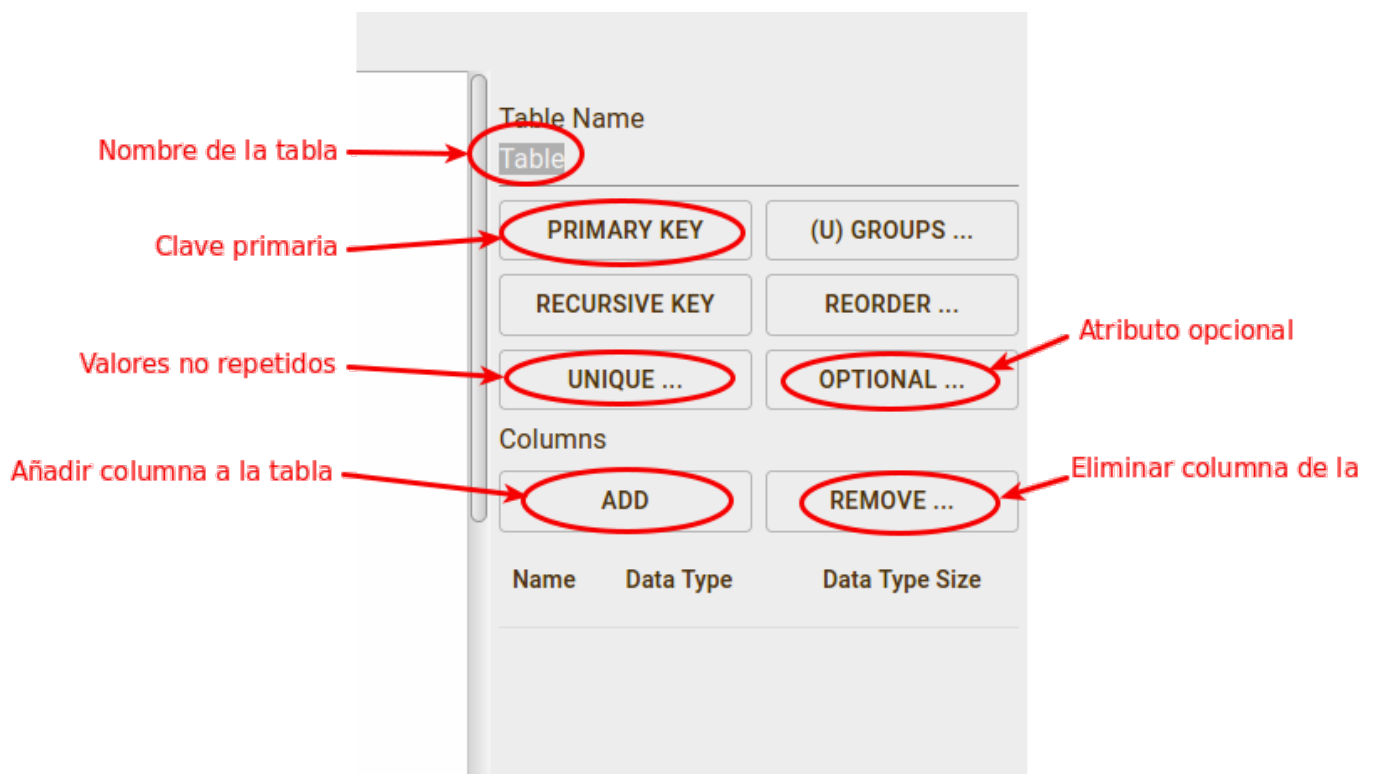 Table Name
Nombre de la tabla
Table
PRIMARY KEY
(U) GROUPS ...
Clave primaria
RECURSIVE KEY
REORDER ...
Atributo opcional
Valores no repetidos
UNIQUE ...
OPTIONAL ...
Columns
Añadir columna a la tabla
Eliminar columna de la
ADD
REMOVE ...
Name Data Type Data Type Size